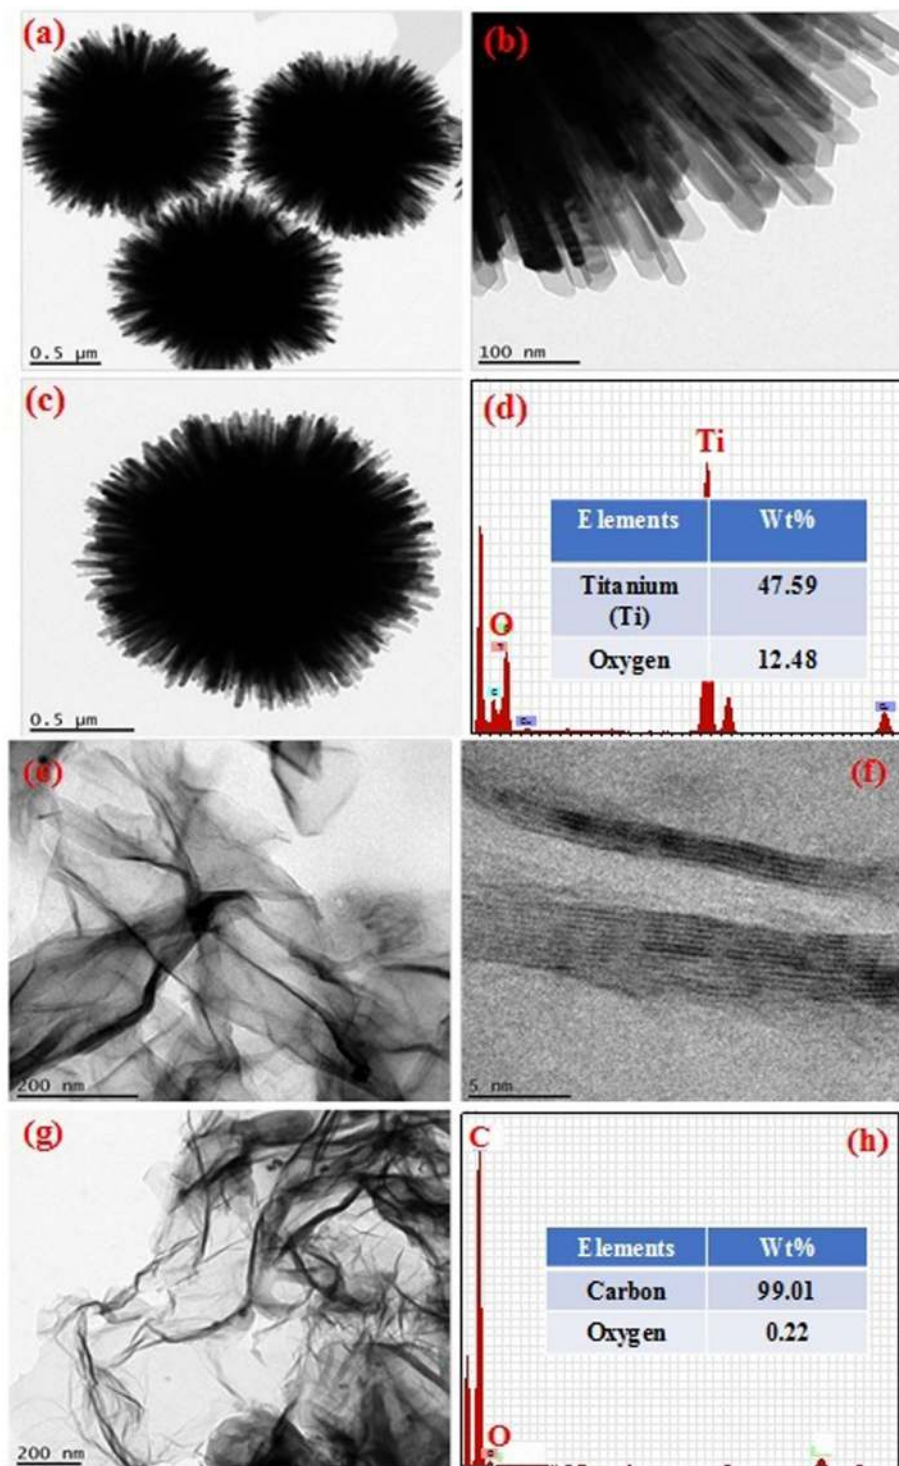 (a)
0.5 µm
(b)
100 nm
(c)
0.5 µm
(d)
Ti
Elements Wt%
Titanium 47.59
(Ti)
Oxygen 12.48
O
(e)
200 nm
(f)
5 nm
(g)
200 nm
(h)
C
Elements Wt%
Carbon 99.01
Oxygen 0.22
O